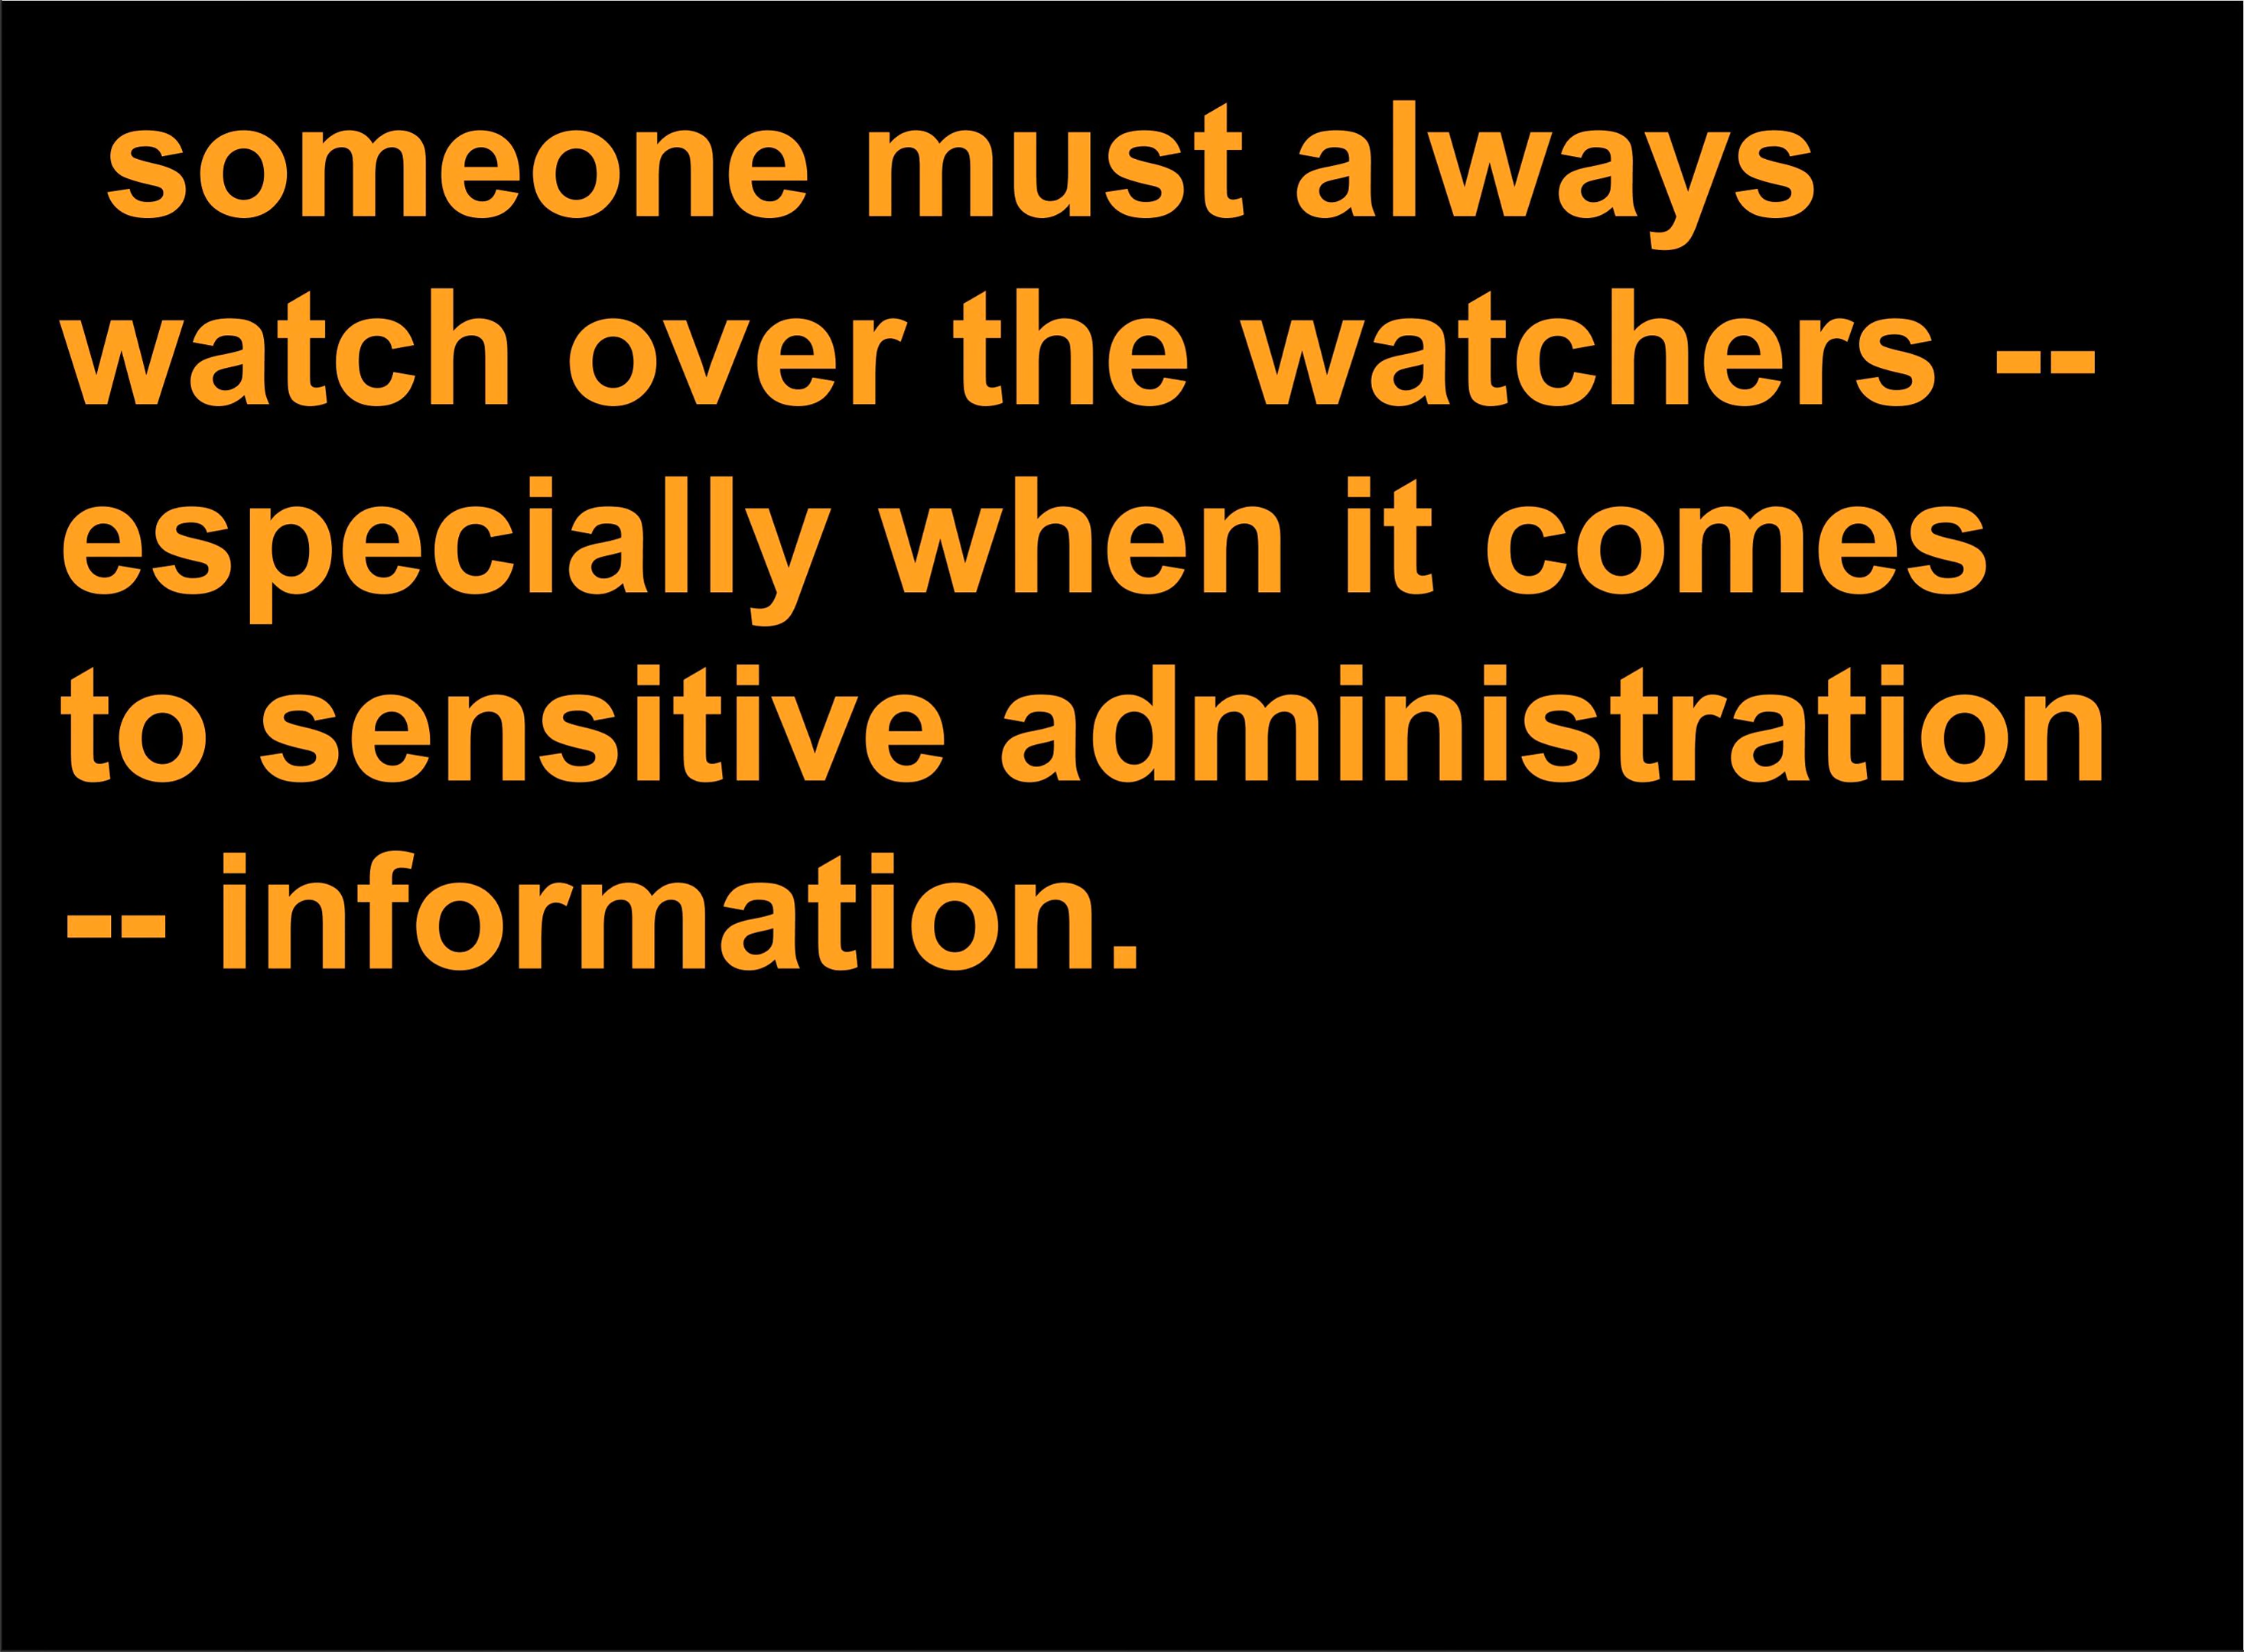 someone must always
watch over the watchers --
especially when it comes
to sensitive administration
-- information.